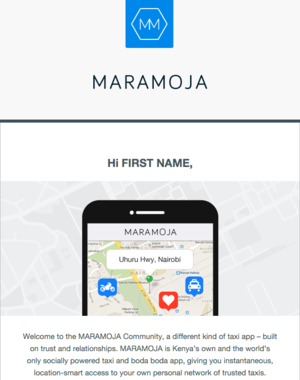 MM
MARAMOJA
Hi FIRST NAME,
MARAMOJA
Uhuru Hwy, Nairobi
Welcome to the MARAMOJA Community, a different kind of taxi app – built
on trust and relationships. MARAMOJA is Kenya's own and the world's
only socially powered taxi and boda boda app, giving you instantaneous,
location-smart access to your own personal network of trusted taxis.